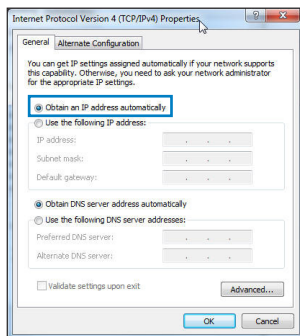 Internet Protocol Version 4 (TCP/IPv4) Properties
General
Alternate Configuration
You can get IP settings assigned automatically if your network supports
this capability. Otherwise, you need to ask your network administrator
for the appropriate IP settings.
Obtain an IP address automatically
Use the following IP address:
IP address:
Subnet mask:
Default gateway:
Obtain DNS server address automatically
Use the following DNS server addresses:
Preferred DNS server:
Alternate DNS server:
Validate settings upon exit
Advanced...
OK
Cancel